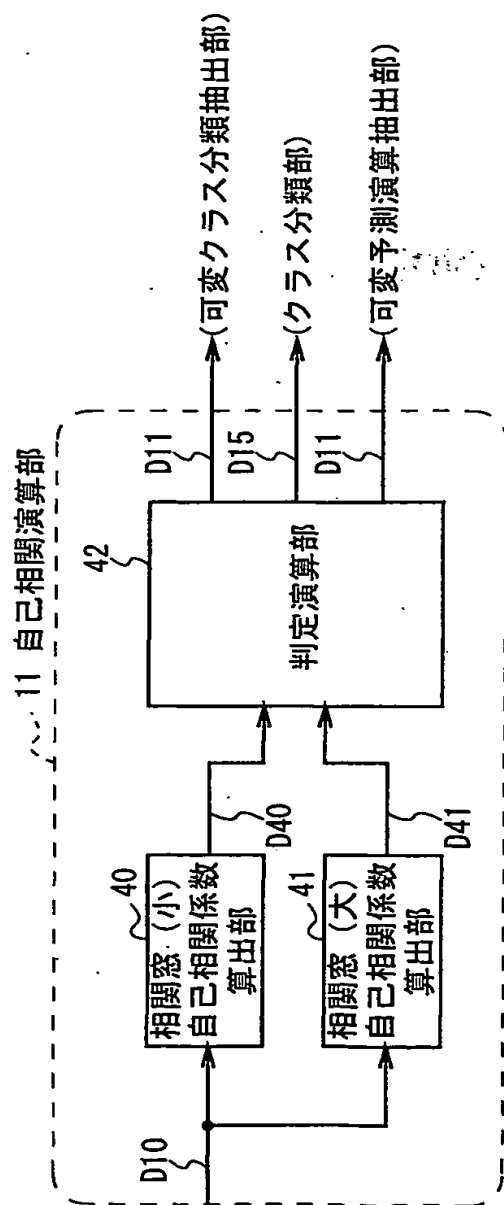 11 自己相関演算部
D10
40
相関窓（小）
自己相関係数
算出部
D40
41
相関窓（大）
自己相関係数
算出部
D41
42
判定演算部
D11
(可変クラス分類抽出部)
D15
(クラス分類部)
D11
(可変予測演算抽出部)